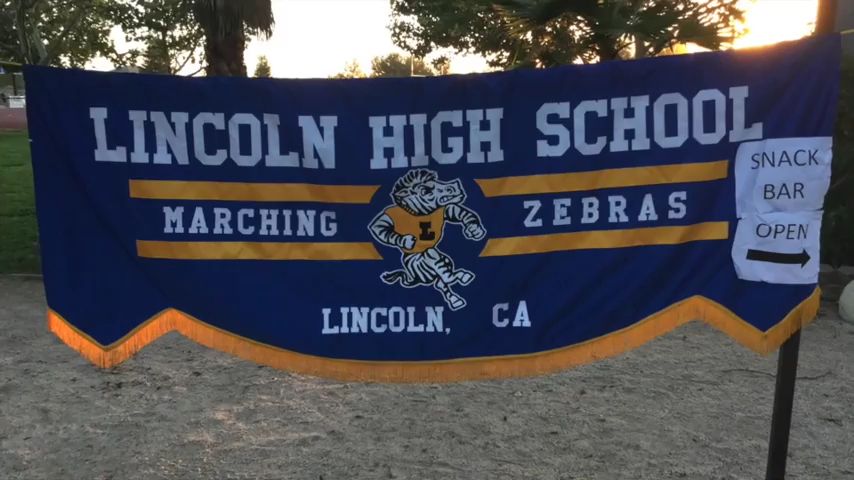 LINCOLN HIGH SCHOOL
MARCHING ZEBRAS
L
LINCOLN, CA
SNACK
BAR
OPEN